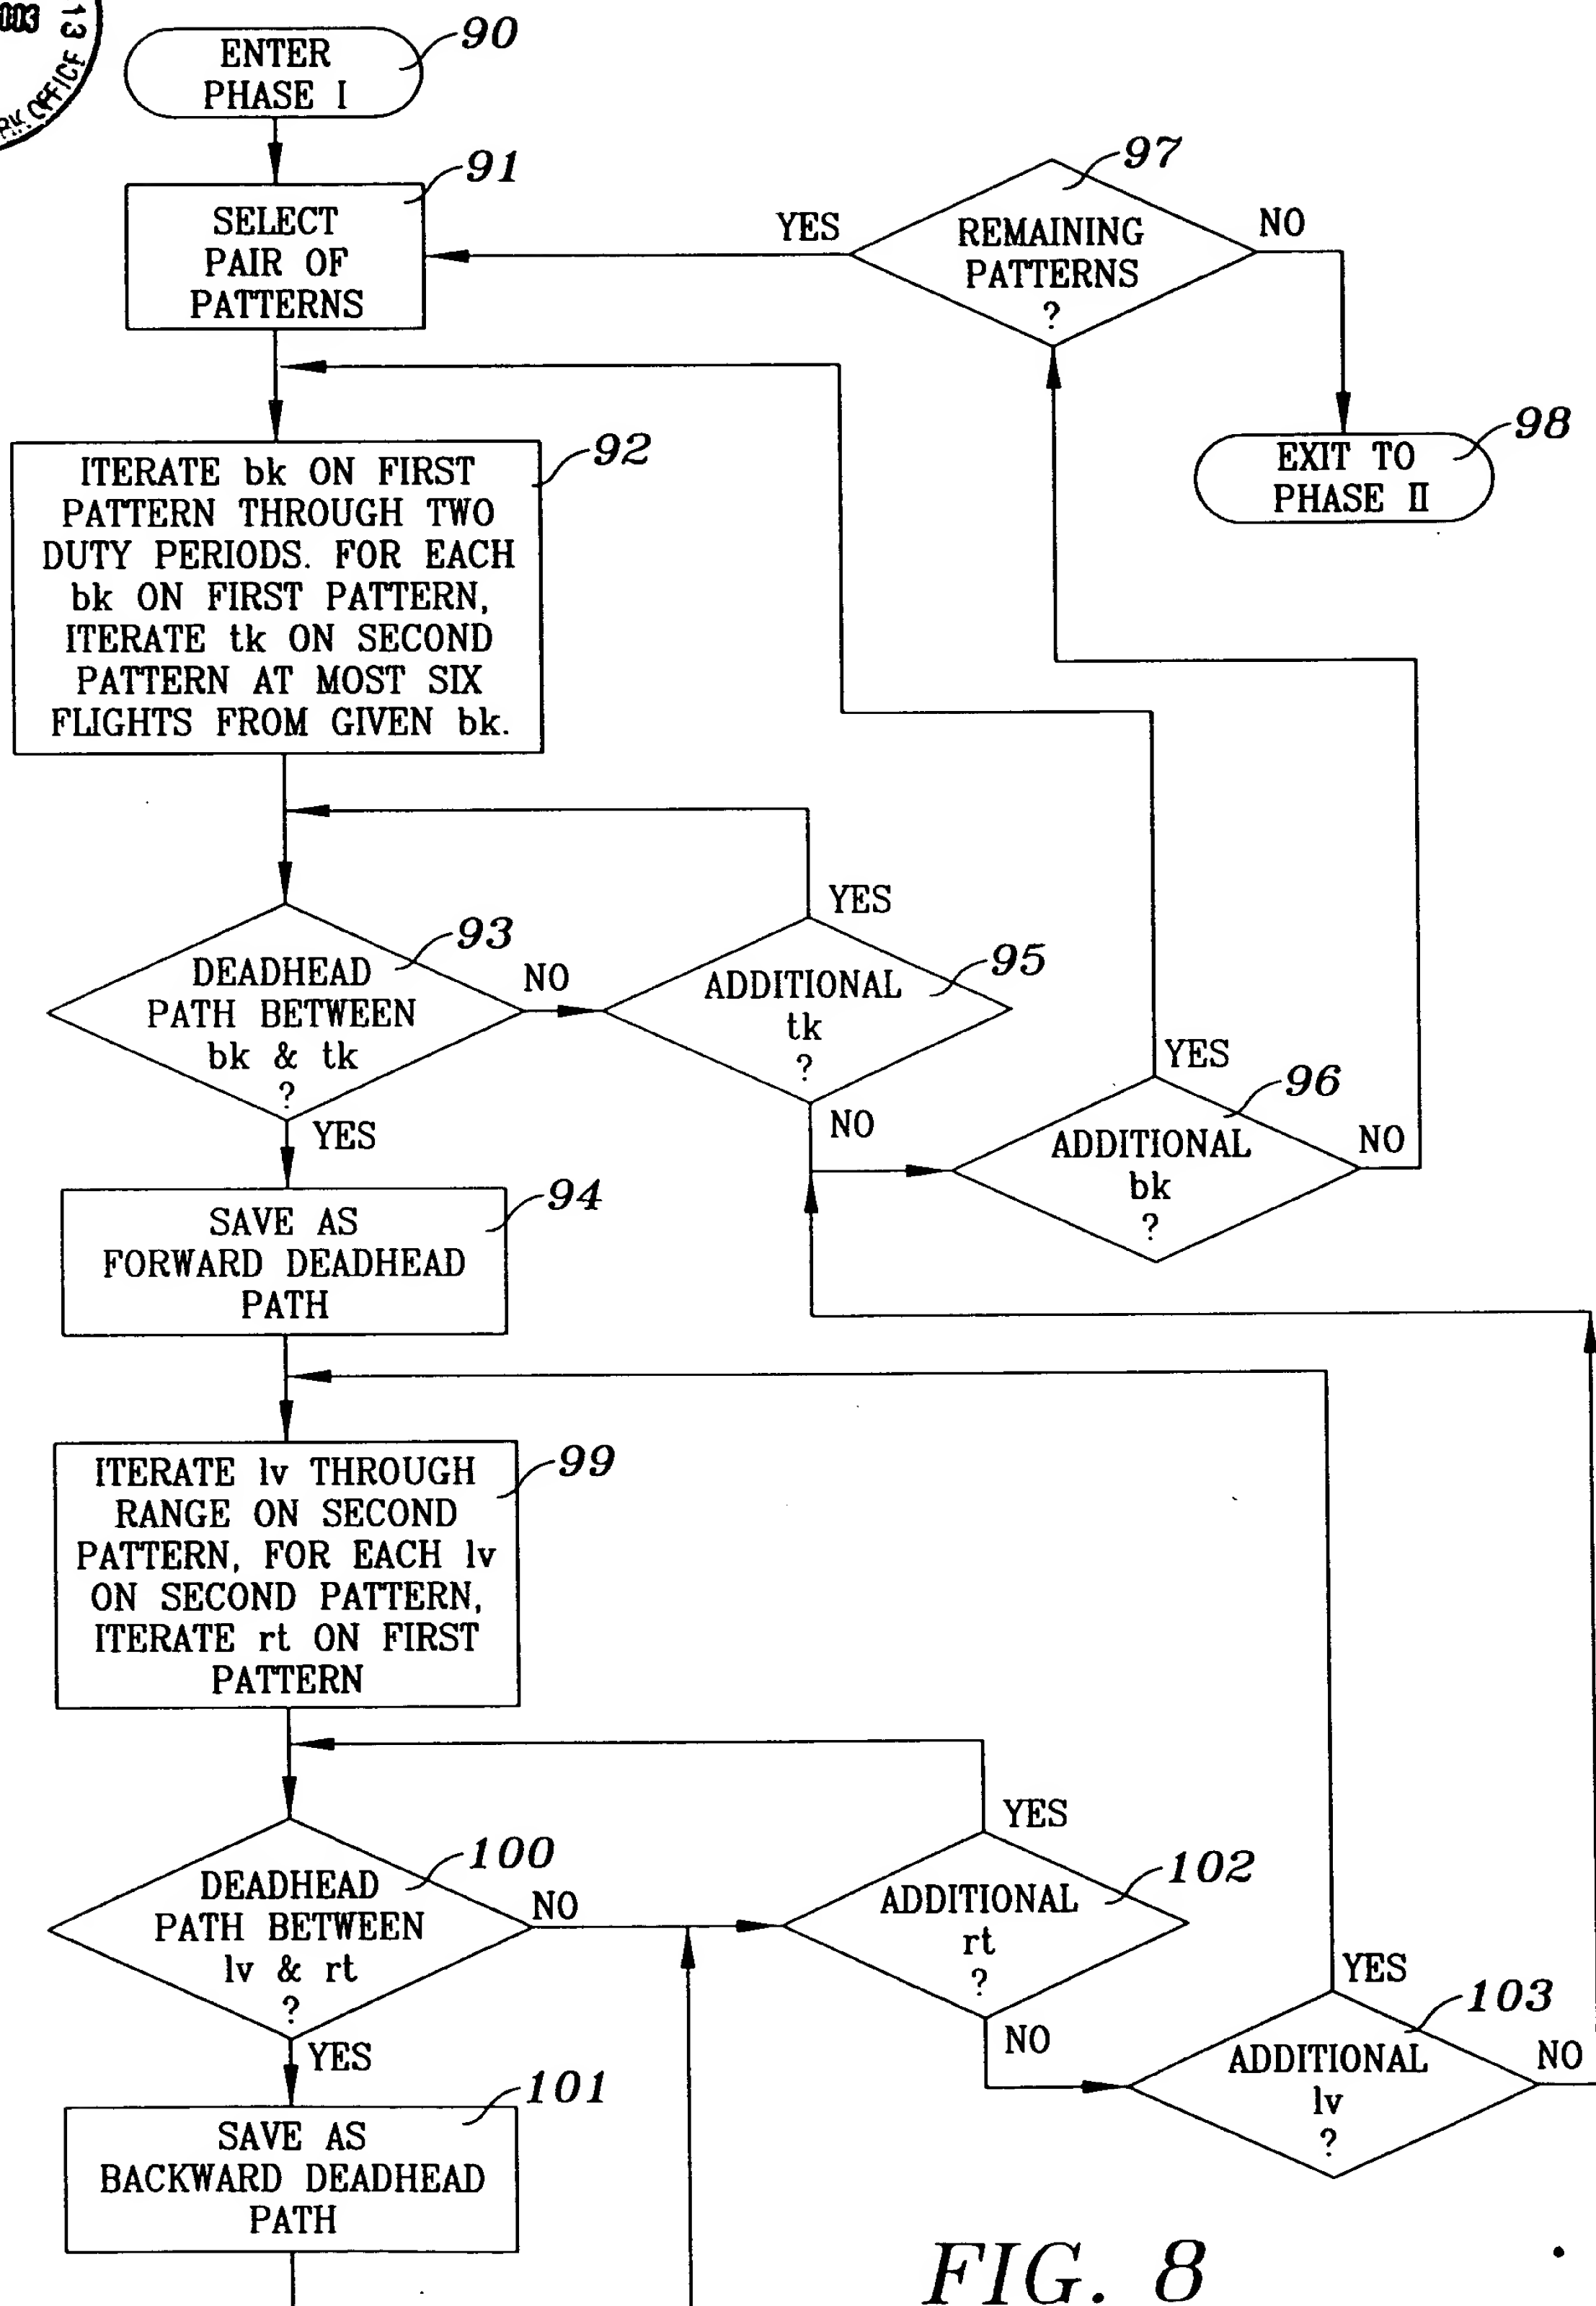 003
13
RK OFFICE
ENTER
PHASE I
90
SELECT
PAIR OF
PATTERNS
91
YES
REMAINING
PATTERNS
?
97
NO
EXIT TO
PHASE II
98
ITERATE bk ON FIRST
PATTERN THROUGH TWO
DUTY PERIODS. FOR EACH
bk ON FIRST PATTERN,
ITERATE tk ON SECOND
PATTERN AT MOST SIX
FLIGHTS FROM GIVEN bk.
92
DEADHEAD
PATH BETWEEN
bk & tk
?
93
NO
YES
YES
ADDITIONAL
tk
?
95
NO
YES
ADDITIONAL
bk
?
96
NO
SAVE AS
FORWARD DEADHEAD
PATH
94
ITERATE lv THROUGH
RANGE ON SECOND
PATTERN, FOR EACH lv
ON SECOND PATTERN,
ITERATE rt ON FIRST
PATTERN
99
DEADHEAD
PATH BETWEEN
lv & rt
?
100
NO
YES
YES
ADDITIONAL
rt
?
102
NO
YES
ADDITIONAL
lv
?
103
NO
SAVE AS
BACKWARD DEADHEAD
PATH
101
FIG. 8